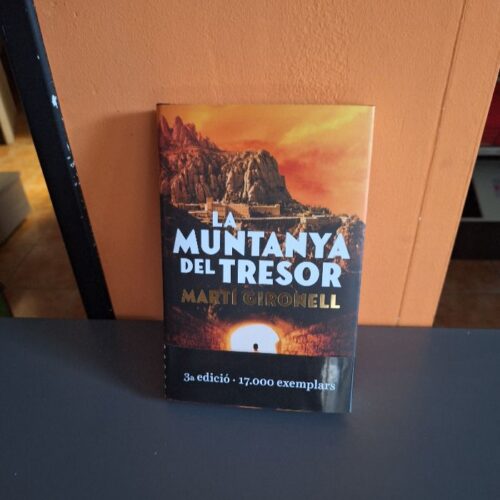 LA
MUNTANYA
DEL TRESOR
MARTÍ GIRONELL
3a edició · 17.000 exemplars